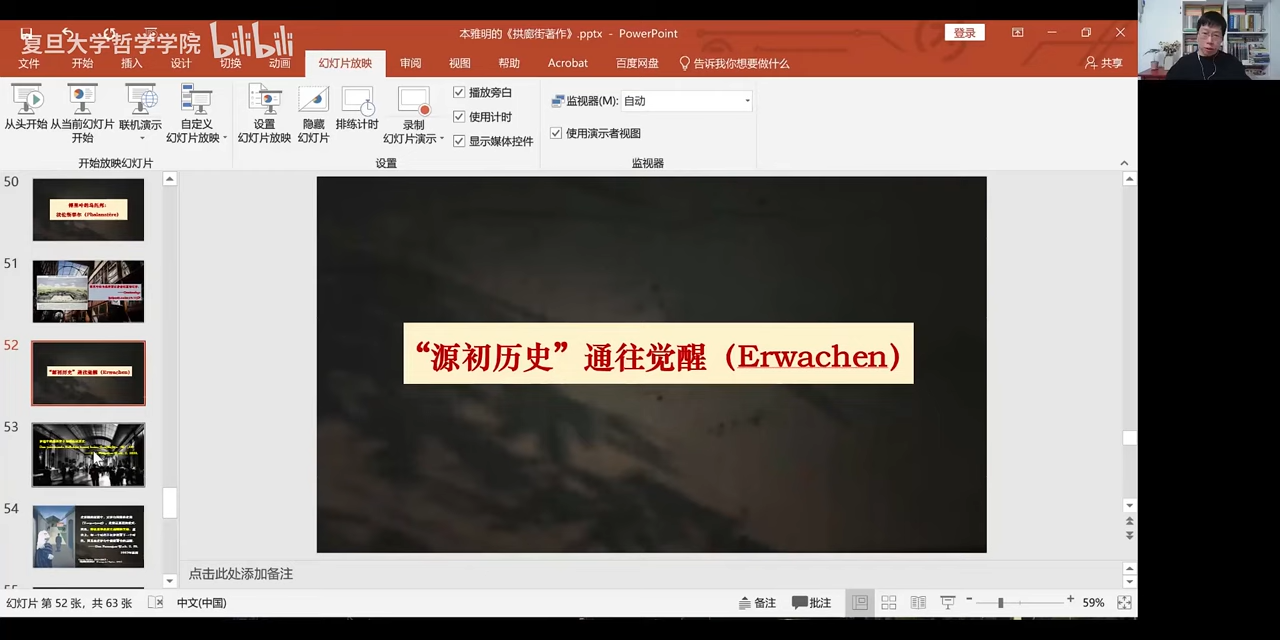 复旦大学哲学学院 bilibili
本雅明的《拱廊街著作》.pptx - PowerPoint
登录
文件 开始 插入 设计 切换 动画 幻灯片放映 审阅 视图 帮助 Acrobat 百度网盘 告诉我你想要做什么 共享
从头开始 从当前幻灯片 联机演示 自定义 设置 隐藏 排练计时 录制
开始 幻灯片放映 幻灯片放映 幻灯片 幻灯片演示
播放旁白
使用计时
显示媒体控件
监视器(M): 自动
使用演示者视图
开始放映幻灯片 设置 监视器
50
51
52
“源初历史”通往觉醒（Erwachen）
53
54
“源初历史”通往觉醒（Erwachen）
点击此处添加备注
幻灯片 第 52 张，共 63 张 中文(中国) 备注 批注 59%